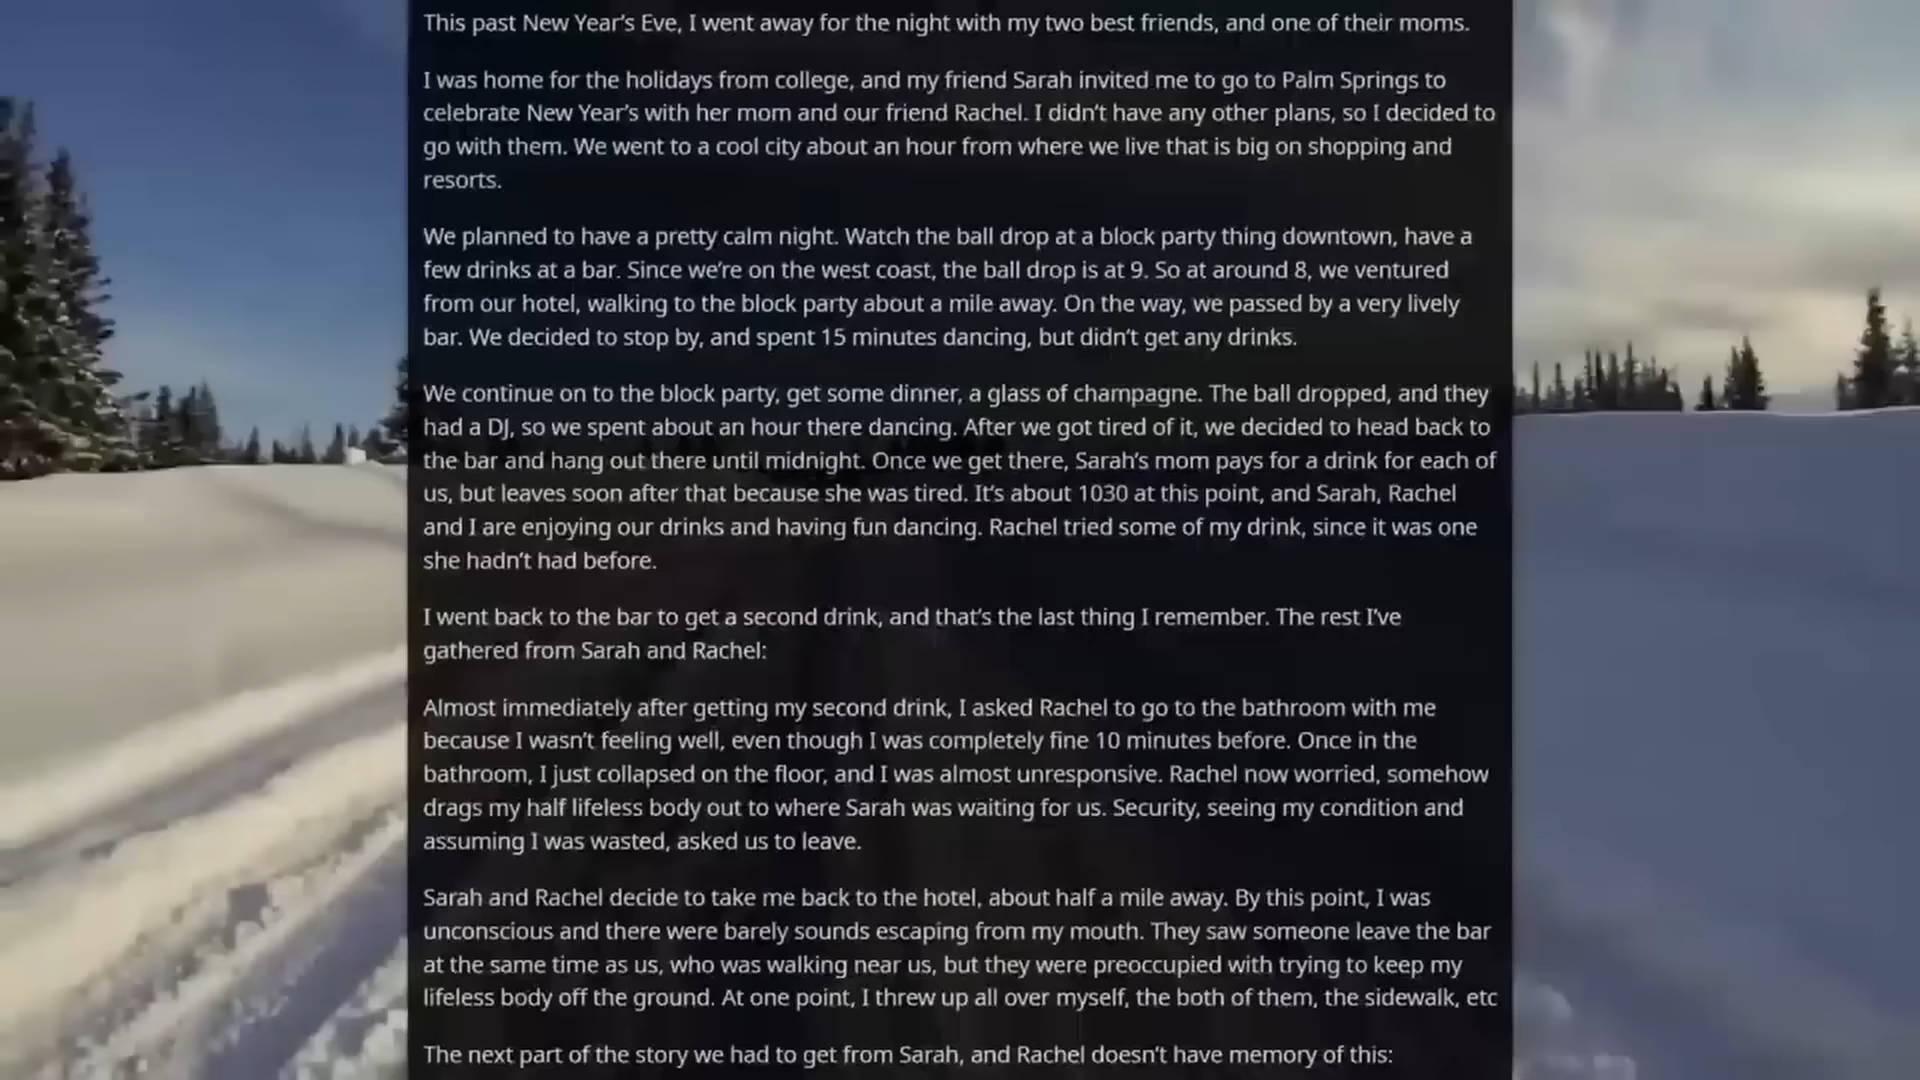 This past New Year’s Eve, I went away for the night with my two best friends, and one of their moms.
I was home for the holidays from college, and my friend Sarah invited me to go to Palm Springs to
celebrate New Year’s with her mom and our friend Rachel. I didn’t have any other plans, so I decided to
go with them. We went to a cool city about an hour from where we live that is big on shopping and
resorts.
We planned to have a pretty calm night. Watch the ball drop at a block party thing downtown, have a
few drinks at a bar. Since we’re on the west coast, the ball drop is at 9. So at around 8, we ventured
from our hotel, walking to the block party about a mile away. On the way, we passed by a very lively
bar. We decided to stop by, and spent 15 minutes dancing, but didn’t get any drinks.
We continue on to the block party, get some dinner, a glass of champagne. The ball dropped, and they
had a DJ, so we spent about an hour there dancing. After we got tired of it, we decided to head back to
the bar and hang out there until midnight. Once we get there, Sarah’s mom pays for a drink for each of
us, but leaves soon after that because she was tired. It’s about 1030 at this point, and Sarah, Rachel
and I are enjoying our drinks and having fun dancing. Rachel tried some of my drink, since it was one
she hadn’t had before.
I went back to the bar to get a second drink, and that’s the last thing I remember. The rest I’ve
gathered from Sarah and Rachel:
Almost immediately after getting my second drink, I asked Rachel to go to the bathroom with me
because I wasn’t feeling well, even though I was completely fine 10 minutes before. Once in the
bathroom, I just collapsed on the floor, and I was almost unresponsive. Rachel now worried, somehow
drags my half lifeless body out to where Sarah was waiting for us. Security, seeing my condition and
assuming I was wasted, asked us to leave.
Sarah and Rachel decide to take me back to the hotel, about half a mile away. By this point, I was
unconscious and there were barely sounds escaping from my mouth. They saw someone leave the bar
at the same time as us, who was walking near us, but they were preoccupied with trying to keep my
lifeless body off the ground. At one point, I threw up all over myself, the both of them, the sidewalk, etc
The next part of the story we had to get from Sarah, and Rachel doesn’t have memory of this: